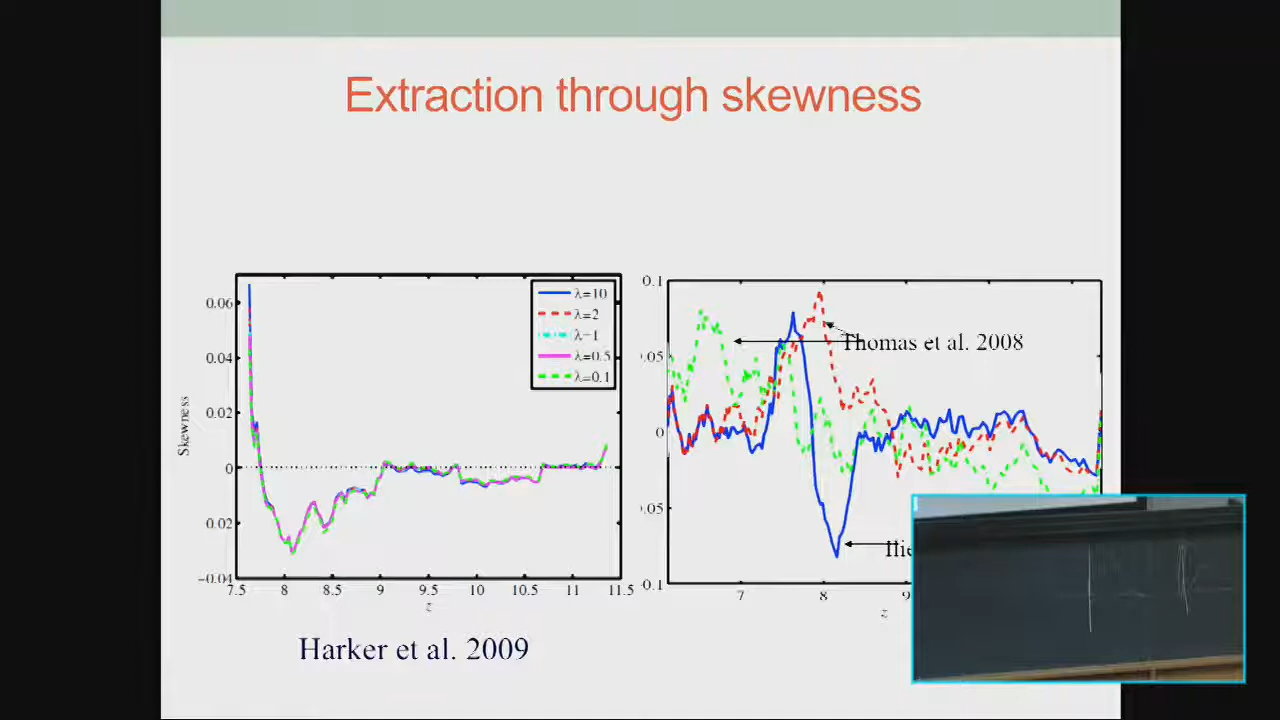 Extraction through skewness
0.06
0.04
0.02
0
0.02
−0.04
Skewness
7.5 8 8.5 9 9.5 10 10.5 11 11.5
z
λ=10
λ=2
λ=1
λ=0.5
λ=0.1
Harker et al. 2009
0.1
.05
0
.05
-0.1
7 8 9
z
Thomas et al. 2008